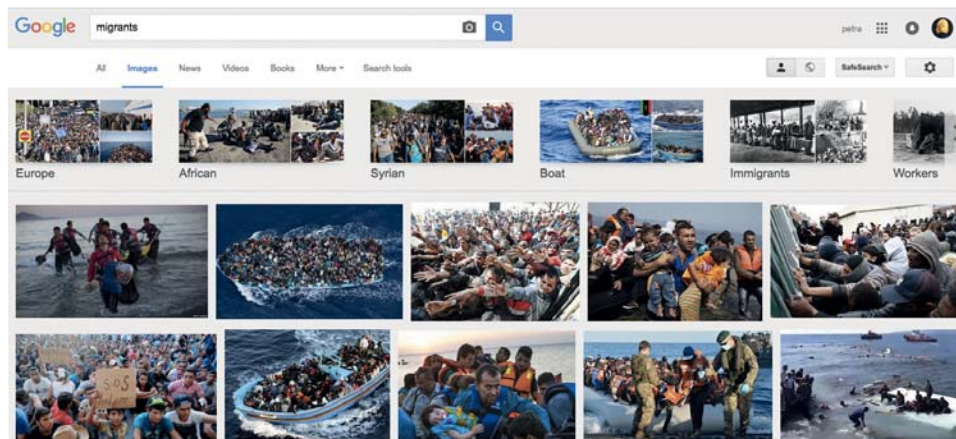 Google migrants petra
All Images News Videos Books More Search tools SafeSearch
Europe African Syrian Boat Immigrants Workers
SOS